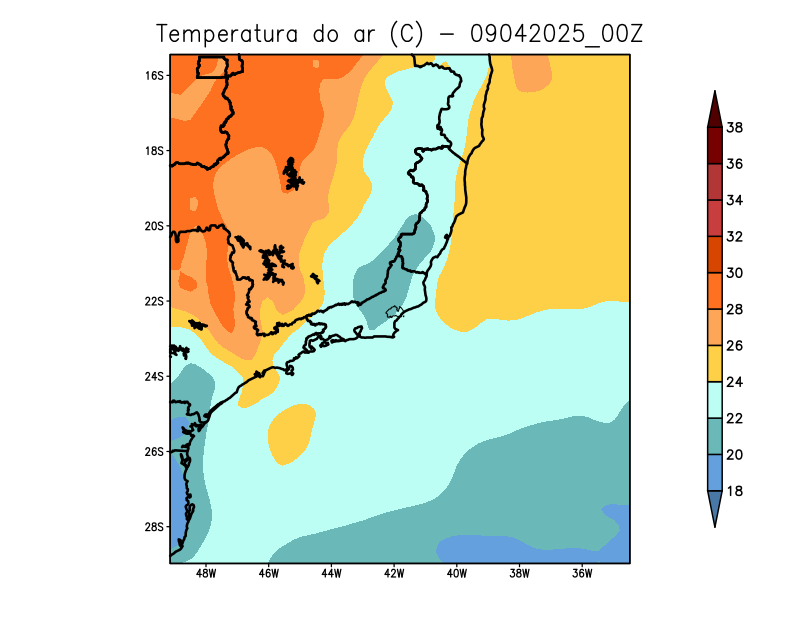 Temperatura do ar (C) – 09042025_00Z
16S
18S
20S
22S
24S
26S
28S
48W 46W 44W 42W 40W 38W 36W
38
36
34
32
30
28
26
24
22
20
18